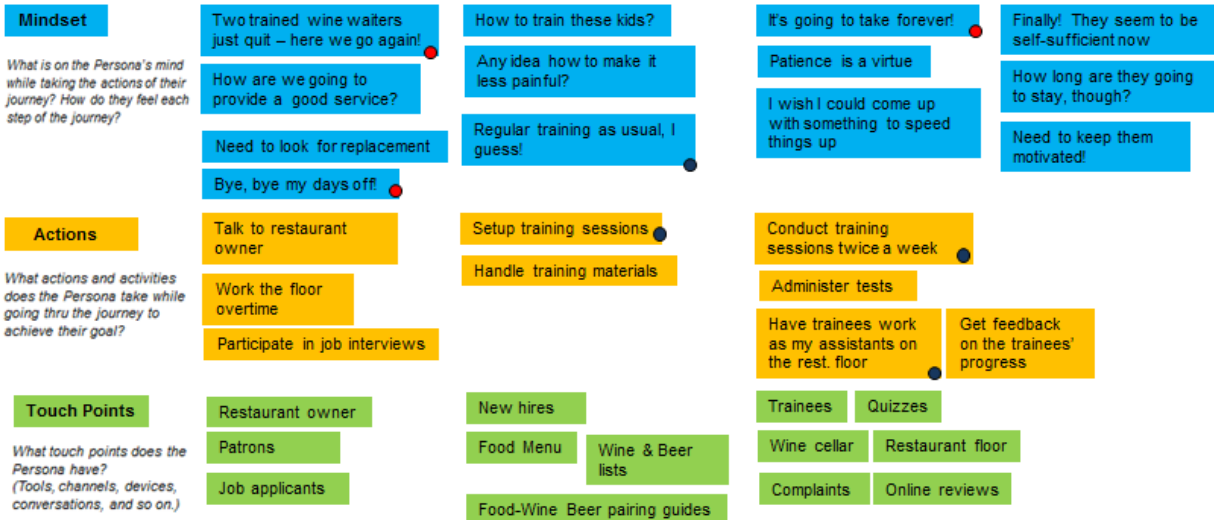 Mindset
What is on the Persona's mind
while taking the actions of their
journey? How do they feel each
step of the journey?
Two trained wine waiters
just quit – here we go again!
How are we going to
provide a good service?
Need to look for replacement
Bye, bye my days off!
How to train these kids?
Any idea how to make it
less painful?
Regular training as usual, I
guess!
It's going to take forever!
Patience is a virtue
I wish I could come up
with something to speed
things up
Finally! They seem to be
self-sufficient now
How long are they going
to stay, though?
Need to keep them
motivated!
Actions
What actions and activities
does the Persona take while
going thru the journey to
achieve their goal?
Talk to restaurant
owner
Work the floor
overtime
Participate in job interviews
Setup training sessions
Handle training materials
Conduct training
sessions twice a week
Administer tests
Have trainees work
as my assistants on
the rest. floor
Get feedback
on the trainees'
progress
Touch Points
What touch points does the
Persona have?
(Tools, channels, devices,
conversations, and so on.)
Restaurant owner
Patrons
Job applicants
New hires
Food Menu
Wine & Beer
lists
Food-Wine Beer pairing guides
Trainees
Quizzes
Wine cellar
Restaurant floor
Complaints
Online reviews